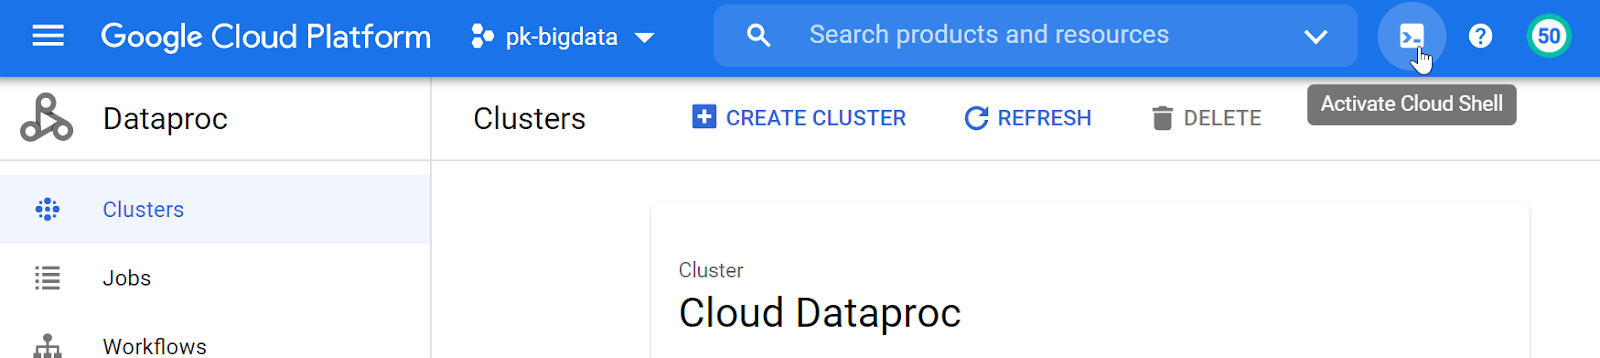 Google Cloud Platform pk-bigdata Search products and resources 50
Activate Cloud Shell
Dataproc Clusters CREATE CLUSTER REFRESH DELETE
Clusters
Jobs
Workflows
Cluster
Cloud Dataproc